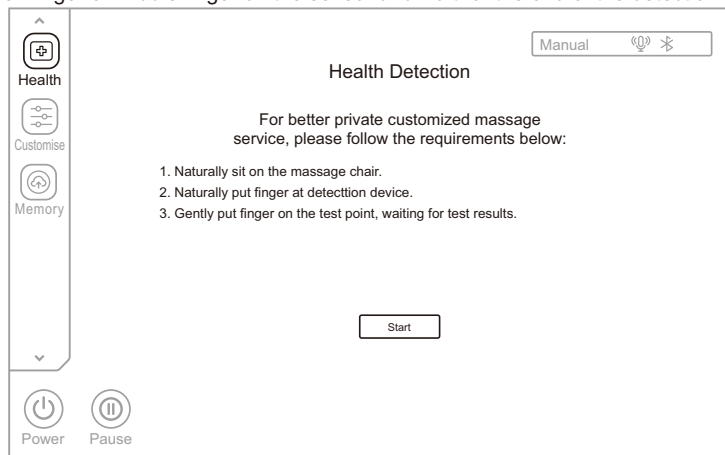 Health
Customise
Memory
Manual
Health Detection
For better private customized massage
service, please follow the requirements below:
1. Naturally sit on the massage chair.
2. Naturally put finger at detecttion device.
3. Gently put finger on the test point, waiting for test results.
Start
Power
Pause